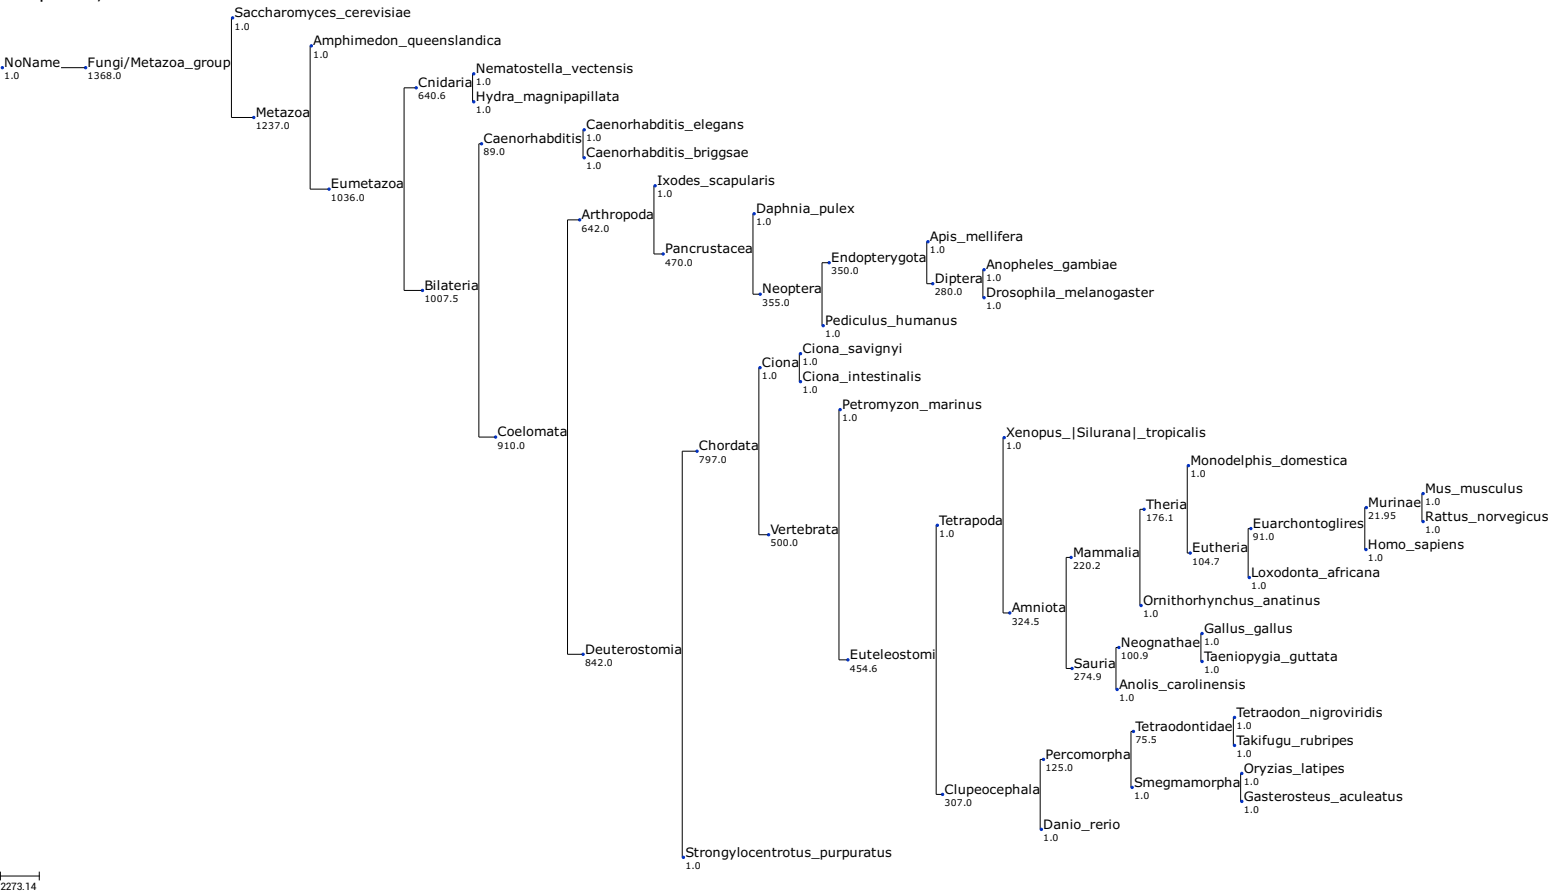 Saccharomyces_cerevisiae
1.0
Amphimedon_queenslandica
1.0
NoName
1.0
Fungi/Metazoa_group
1368.0
Nematostella_vectensis
1.0
Cnidaria
640.6
Hydra_magnipapillata
1.0
Metazoa
1237.0
Caenorhabditis_elegans
1.0
Caenorhabditis
89.0
Caenorhabditis_briggsae
1.0
Eumetazoa
1036.0
Ixodes_scapularis
1.0
Arthropoda
642.0
Daphnia_pulex
1.0
Pancrustacea
470.0
Apis_mellifera
1.0
Endopterygota
350.0
Anopheles_gambiae
1.0
Diptera
280.0
Drosophila_melanogaster
1.0
Bilateria
1007.5
Neoptera
355.0
Pediculus_humanus
1.0
Ciona_savignyi
1.0
Ciona
1.0
Ciona_intestinalis
1.0
Petromyzon_marinus
1.0
Coelomata
910.0
Xenopus_|Silurana|_tropicalis
1.0
Chordata
797.0
Monodelphis_domestica
1.0
Mus_musculus
1.0
Theria
176.1
Murinae
21.95
Rattus_norvegicus
1.0
Tetrapoda
1.0
Euarchontoglires
91.0
Vertebrata
500.0
Homo_sapiens
1.0
Mammalia
220.2
Eutheria
104.7
Loxodonta_africana
1.0
Ornithorhynchus_anatinus
1.0
Amniota
324.5
Gallus_gallus
1.0
Neognathae
100.9
Deuterostomia
842.0
Euteleostomi
454.6
Taeniopygia_guttata
1.0
Sauria
274.9
Anolis_carolinensis
1.0
Tetraodon_nigroviridis
1.0
Tetraodontidae
75.5
Takifugu_rubripes
1.0
Percomorpha
125.0
Oryzias_latipes
1.0
Smegmamorpha
1.0
Clupeocephala
307.0
Gasterosteus_aculeatus
1.0
Danio_rerio
1.0
Strongylocentrotus_purpuratus
1.0
2273.14